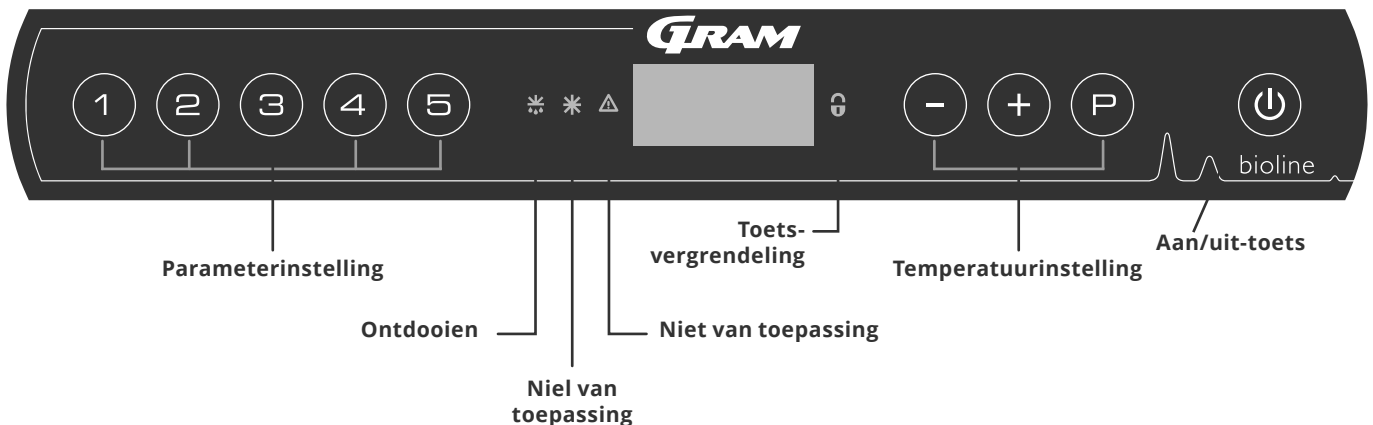 GRAM
1 2 3 4 5
- + P
bioline
Toets-
vergrendeling
Aan/uit-toets
Parameterinstelling
Temperatuurinstelling
Ontdooien
Niet van toepassing
Niel van
toepassing